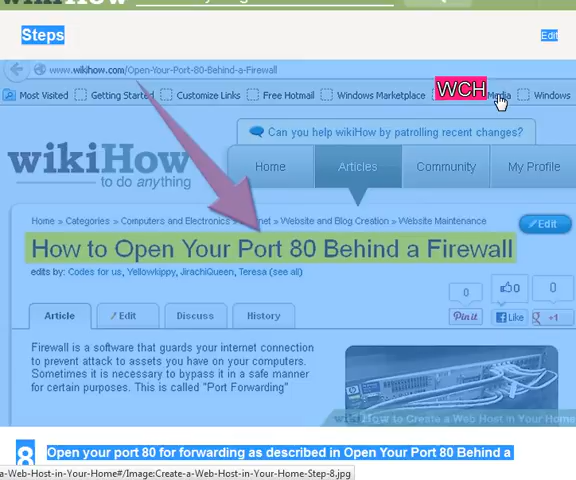 wikiHow
Steps
Edit
www.wikihow.com/Open-Your-Port-80-Behind-a-Firewall
Most Visited Getting Started Customize Links Free Hotmail Windows Marketplace WCH Media Windows
Can you help wikiHow by patrolling recent changes?
wikiHow
to do anything
Home Articles Community My Profile
Home » Categories » Computers and Electronics » » Website and Blog Creation » Website Maintenance
Edit
How to Open Your Port 80 Behind a Firewall
edits by: Codes for us, Yellowkippy, JirachiQueen, Teresa (see all)
0 0 0
Pin it Like +1
Article Edit Discuss History
Firewall is a software that guards your internet connection
to prevent attack to assets you have on your computers.
Sometimes it is necessary to bypass it in a safe manner
for certain purposes. This is called "Port Forwarding"
How to Create a Web Host in Your Home
8 Open your port 80 for forwarding as described in Open Your Port 80 Behind a
a-Web-Host-in-Your-Home#/Image:Create-a-Web-Host-in-Your-Home-Step-8.jpg